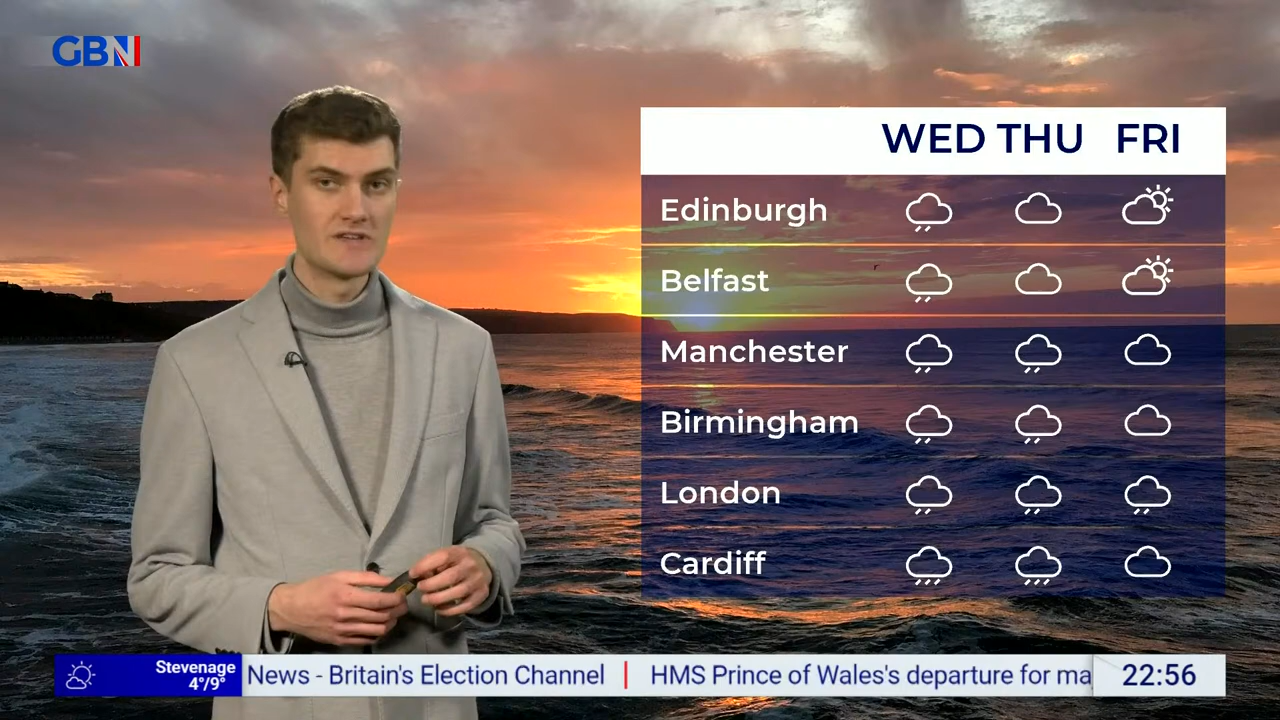 GBN
WED THU FRI
Edinburgh
Belfast
Manchester
Birmingham
London
Cardiff
Stevenage
4°/9°
News - Britain's Election Channel | HMS Prince of Wales's departure for ma
22:56